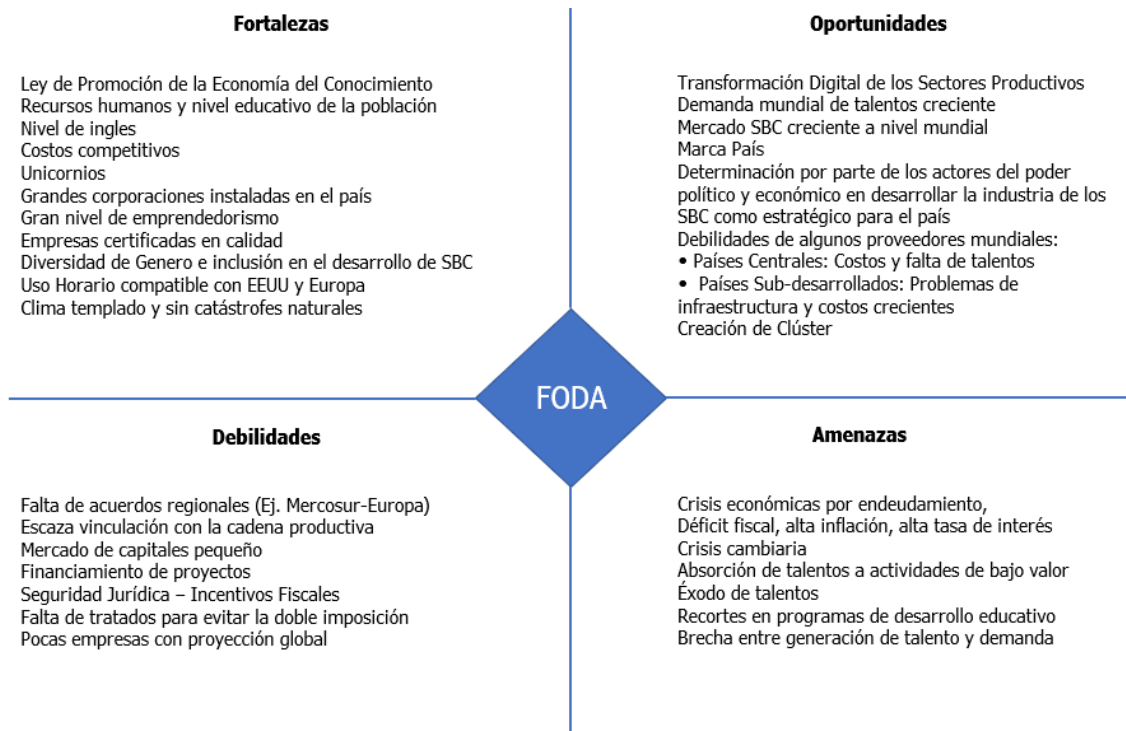 Fortalezas
Ley de Promoción de la Economía del Conocimiento
Recursos humanos y nivel educativo de la población
Nivel de ingles
Costos competitivos
Unicornios
Grandes corporaciones instaladas en el país
Gran nivel de emprendedorismo
Empresas certificadas en calidad
Diversidad de Genero e inclusión en el desarrollo de SBC
Uso Horario compatible con EEUU y Europa
Clima templado y sin catástrofes naturales
Oportunidades
Transformación Digital de los Sectores Productivos
Demanda mundial de talentos creciente
Mercado SBC creciente a nivel mundial
Marca País
Determinación por parte de los actores del poder
político y económico en desarrollar la industria de los
SBC como estratégico para el país
Debilidades de algunos proveedores mundiales:
• Países Centrales: Costos y falta de talentos
• Países Sub-desarrollados: Problemas de
infraestructura y costos crecientes
Creación de Clúster
FODA
Debilidades
Falta de acuerdos regionales (Ej. Mercosur-Europa)
Escaza vinculación con la cadena productiva
Mercado de capitales pequeño
Financiamiento de proyectos
Seguridad Jurídica – Incentivos Fiscales
Falta de tratados para evitar la doble imposición
Pocas empresas con proyección global
Amenazas
Crisis económicas por endeudamiento,
Déficit fiscal, alta inflación, alta tasa de interés
Crisis cambiaria
Absorción de talentos a actividades de bajo valor
Éxodo de talentos
Recortes en programas de desarrollo educativo
Brecha entre generación de talento y demanda